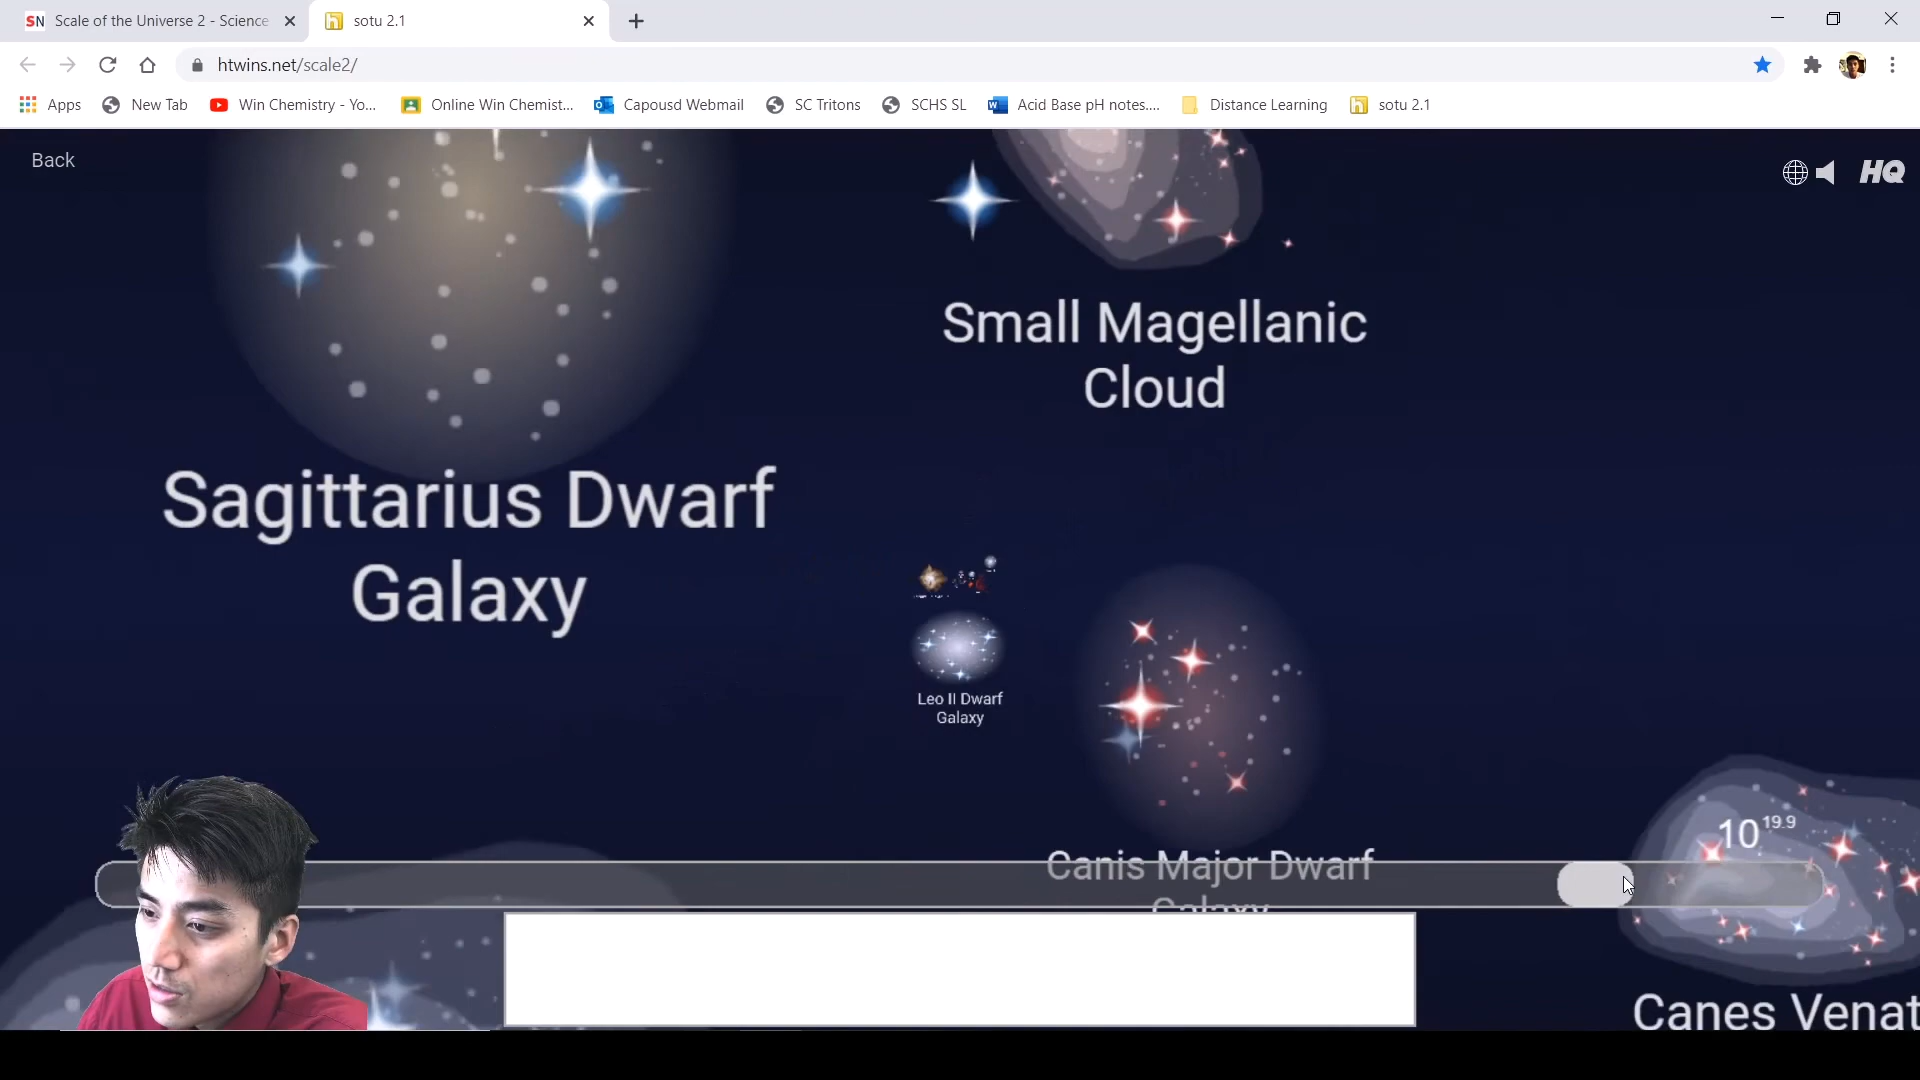 SN Scale of the Universe 2 - Science
sotu 2.1
htwins.net/scale2/
Apps New Tab Win Chemistry - Yo... Online Win Chemist... Capousd Webmail SC Tritons SCHS SL Acid Base pH notes.... Distance Learning sotu 2.1
Back
HQ
Small Magellanic
Cloud
Sagittarius Dwarf
Galaxy
Leo II Dwarf
Galaxy
10^19.9
Canis Major Dwarf
Galaxy
Canes Venat